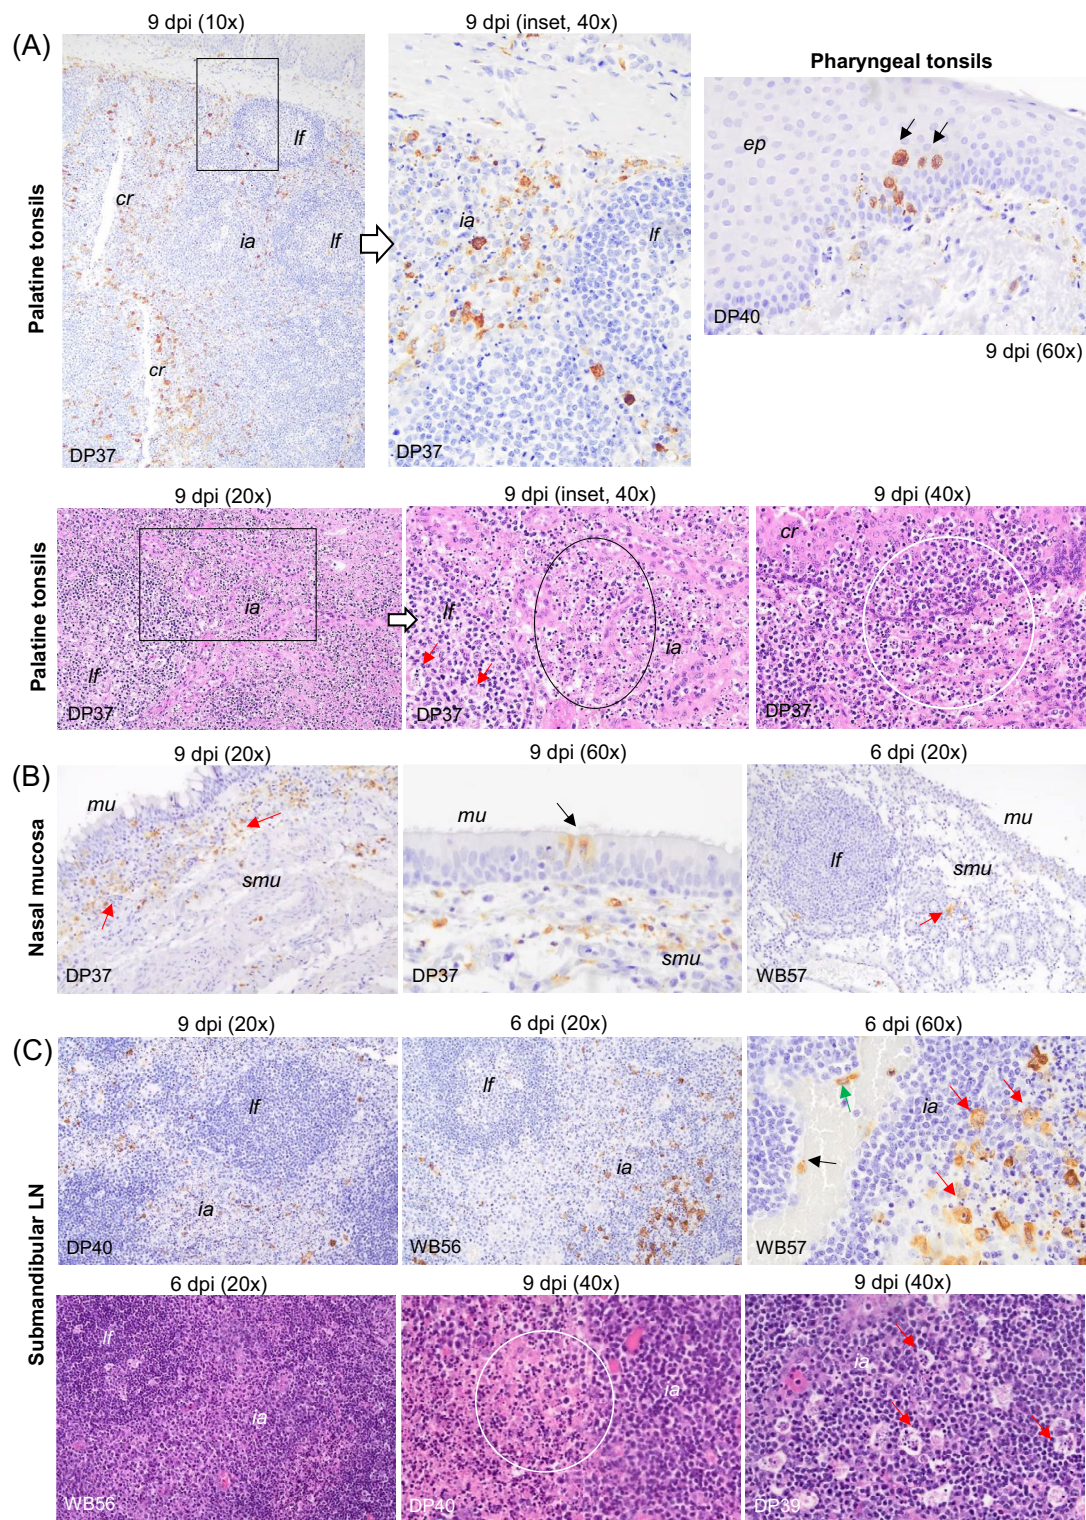 (A)
9 dpi (10x)
9 dpi (inset, 40x)
Pharyngeal tonsils
Palatine tonsils
lf
cr
ia
lf
cr
DP37
ia
lf
DP37
ep
DP40
9 dpi (60x)
9 dpi (20x)
9 dpi (inset, 40x)
9 dpi (40x)
Palatine tonsils
ia
lf
DP37
lf
ia
DP37
cr
DP37
(B)
9 dpi (20x)
9 dpi (60x)
6 dpi (20x)
Nasal mucosa
mu
smu
DP37
mu
smu
DP37
mu
lf
smu
WB57
(C)
9 dpi (20x)
6 dpi (20x)
6 dpi (60x)
Submandibular LN
lf
ia
DP40
lf
ia
WB56
ia
WB57
6 dpi (20x)
9 dpi (40x)
9 dpi (40x)
lf
ia
WB56
ia
DP40
ia
DP39